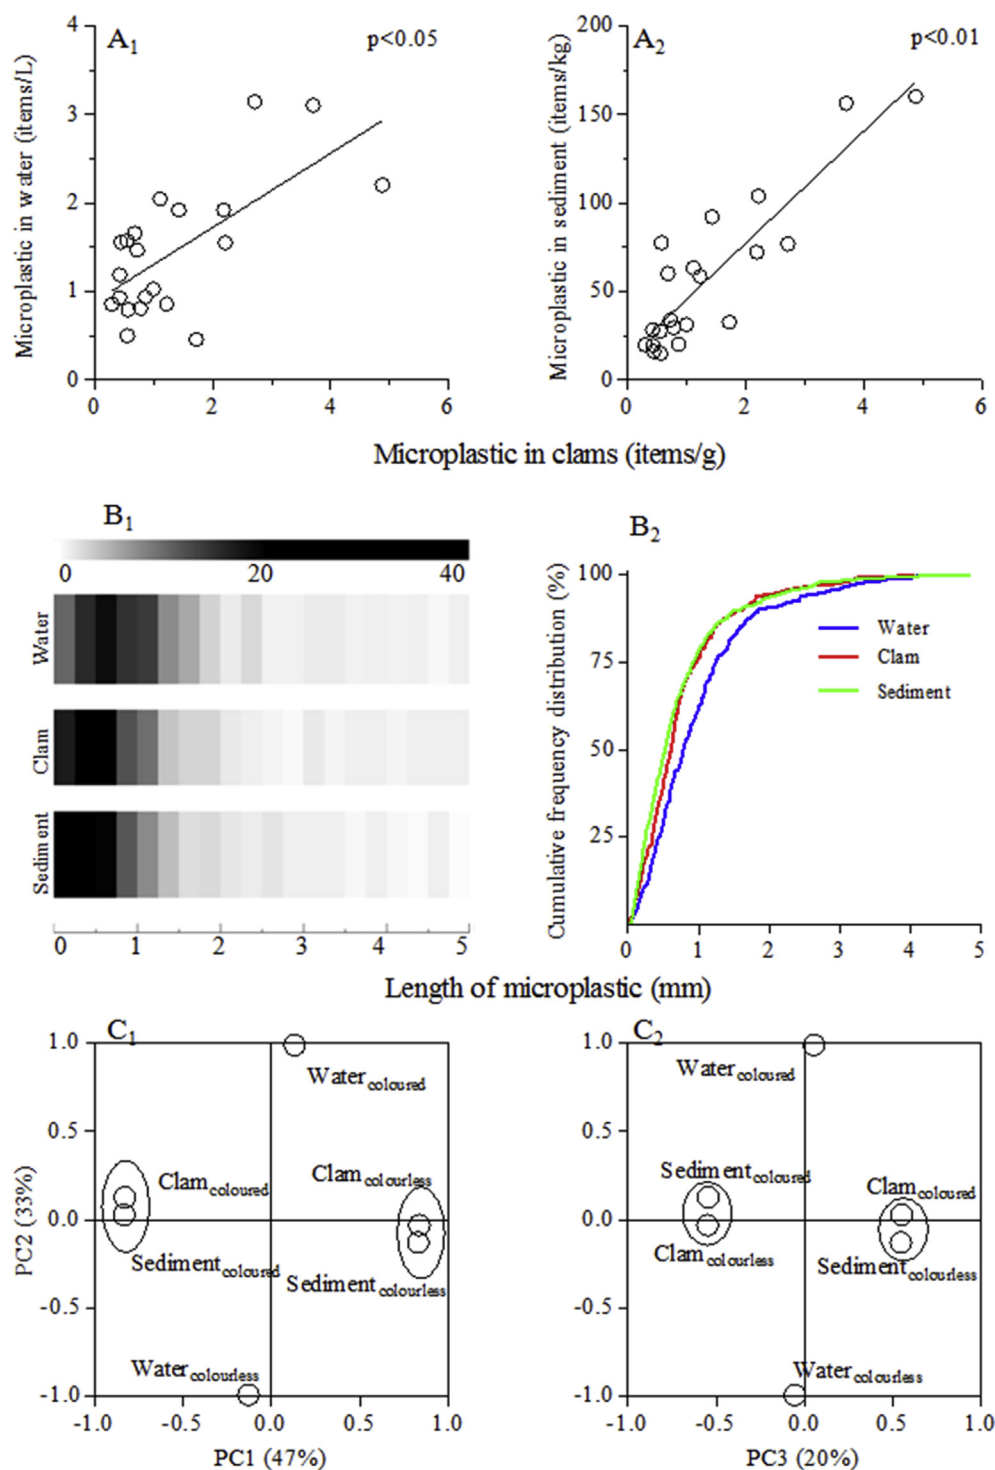 A1
p<0.05
Microplastic in water (items/L)
4
3
2
1
0
0 2 4 6
A2
p<0.01
Microplastic in sediment (items/kg)
200
150
100
50
0
0 2 4 6
Microplastic in clams (items/g)
B1
0 20 40
Water
Clam
Sediment
0 1 2 3 4 5
B2
Cumulative frequency distribution (%)
100
75
50
25
Water
Clam
Sediment
0 1 2 3 4 5
Length of microplastic (mm)
C1
PC2 (33%)
1.0
0.5
0.0
-0.5
-1.0
Watercoloured
Clamcoloured
Clamcolourless
Sedimentcoloured
Sedimentcolourless
Watercolourless
-1.0 -0.5 0.0 0.5 1.0
PC1 (47%)
C2
1.0
0.5
0.0
-0.5
-1.0
Watercoloured
Sedimentcoloured
Clamcoloured
Clamcolourless
Sedimentcolourless
Watercolourless
-1.0 -0.5 0.0 0.5 1.0
PC3 (20%)